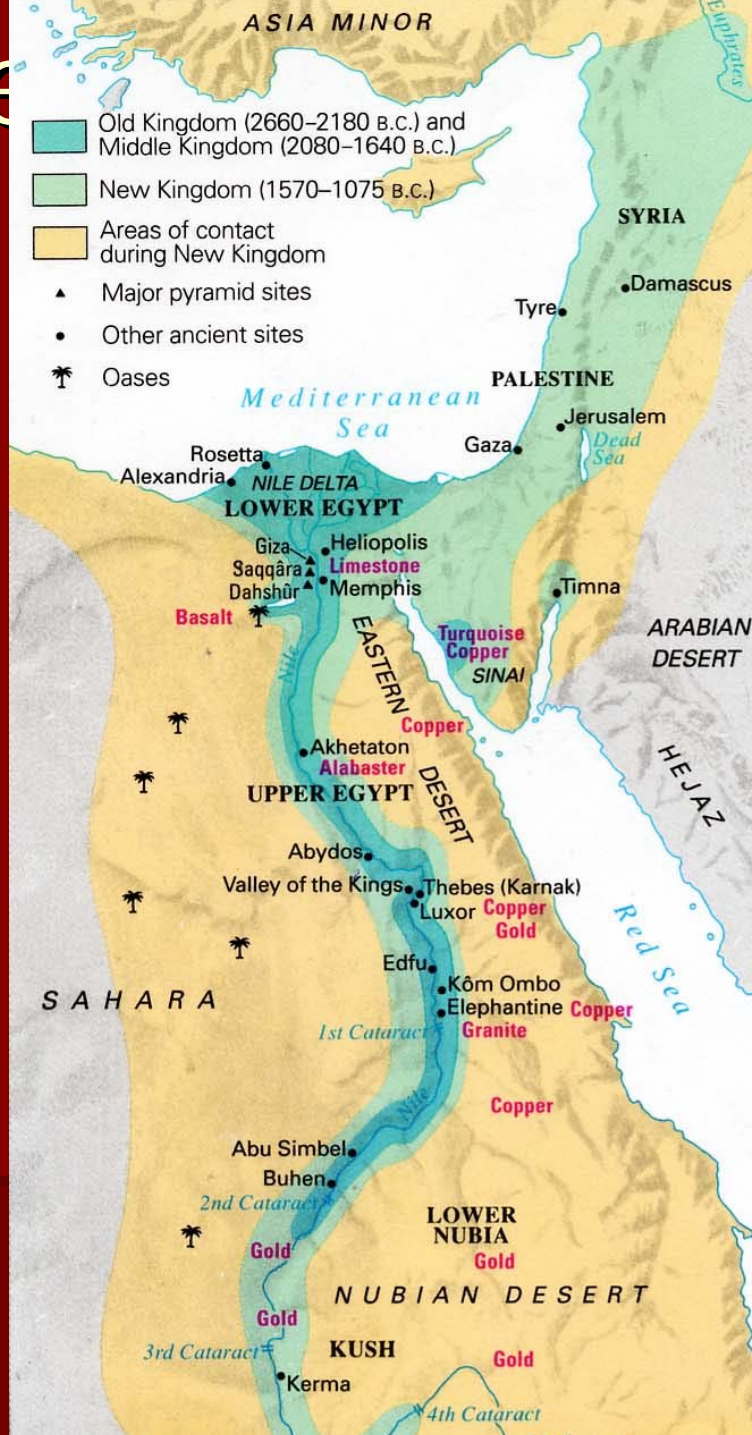 ASIA MINOR
Euphrates
Old Kingdom (2660–2180 B.C.) and
Middle Kingdom (2080–1640 B.C.)
New Kingdom (1570–1075 B.C.)
Areas of contact
during New Kingdom
Major pyramid sites
Other ancient sites
Oases
SYRIA
Damascus
Tyre
PALESTINE
Mediterranean
Sea
Jerusalem
Gaza
Dead
Sea
Rosetta
Alexandria
NILE DELTA
LOWER EGYPT
Giza
Heliopolis
Saqqâra
Limestone
Dahshûr
Memphis
Timna
Basalt
EASTERN
DESERT
Turquoise
Copper
SINAI
ARABIAN
DESERT
Nile
Copper
HEJAZ
Akhetaton
Alabaster
UPPER EGYPT
Abydos
Valley of the Kings
Thebes (Karnak)
Luxor
Copper
Gold
Red Sea
Edfu
SAHARA
Kôm Ombo
Elephantine
Copper
1st Cataract
Granite
Nile
Copper
Abu Simbel
Buhen
2nd Cataract
LOWER
NUBIA
Gold
Gold
NUBIAN DESERT
Gold
3rd Cataract
KUSH
Gold
Kerma
4th Cataract